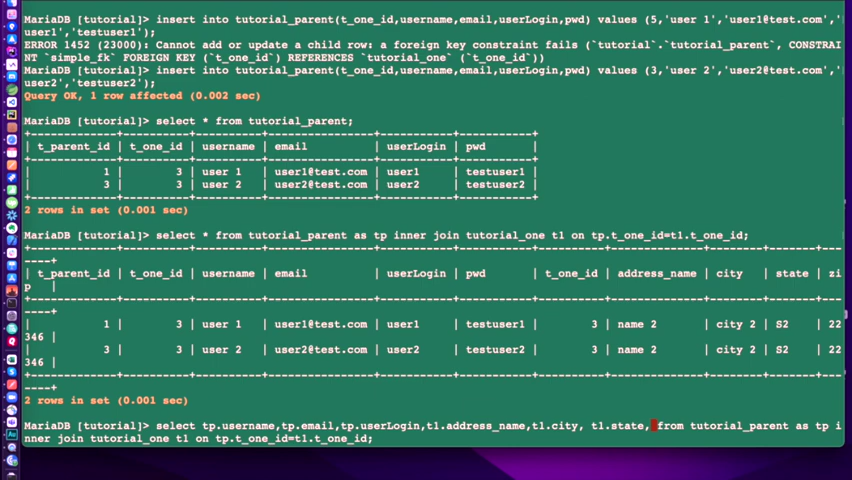 MariaDB [tutorial]> insert into tutorial_parent(t_one_id,username,email,userLogin,pwd) values (5,'user 1','user1@test.com','
user1','testuser1');
ERROR 1452 (23000): Cannot add or update a child row: a foreign key constraint fails (`tutorial`.`tutorial_parent`, CONSTRAI
NT `simple_fk` FOREIGN KEY (`t_one_id`) REFERENCES `tutorial_one` (`t_one_id`))
MariaDB [tutorial]> insert into tutorial_parent(t_one_id,username,email,userLogin,pwd) values (3,'user 2','user2@test.com','
user2','testuser2');
Query OK, 1 row affected (0.002 sec)
MariaDB [tutorial]> select * from tutorial_parent;
+-------------+----------+----------+----------------+-----------+-----------+
| t_parent_id | t_one_id | username | email          | userLogin | pwd       |
+-------------+----------+----------+----------------+-----------+-----------+
|           1 |        3 | user 1   | user1@test.com | user1     | testuser1 |
|           3 |        3 | user 2   | user2@test.com | user2     | testuser2 |
+-------------+----------+----------+----------------+-----------+-----------+
2 rows in set (0.001 sec)
MariaDB [tutorial]> select * from tutorial_parent as tp inner join tutorial_one t1 on tp.t_one_id=t1.t_one_id;
+-------------+----------+----------+----------------+-----------+-----------+----------+--------------+--------+-------+---
----+
| t_parent_id | t_one_id | username | email          | userLogin | pwd       | t_one_id | address_name | city   | state | zi
p   |
+-------------+----------+----------+----------------+-----------+-----------+----------+--------------+--------+-------+---
----+
|           1 |        3 | user 1   | user1@test.com | user1     | testuser1 |        3 | name 2       | city 2 | S2    | 22
346 |
|           3 |        3 | user 2   | user2@test.com | user2     | testuser2 |        3 | name 2       | city 2 | S2    | 22
346 |
+-------------+----------+----------+----------------+-----------+-----------+----------+--------------+--------+-------+---
----+
2 rows in set (0.001 sec)
MariaDB [tutorial]> select tp.username,tp.email,tp.userLogin,t1.address_name,t1.city, t1.state, from tutorial_parent as tp i
nner join tutorial_one t1 on tp.t_one_id=t1.t_one_id;